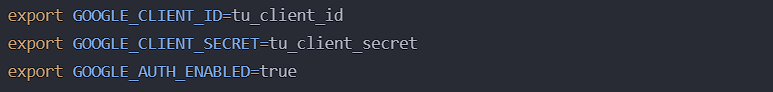 export GOOGLE_CLIENT_ID=tu_client_id
export GOOGLE_CLIENT_SECRET=tu_client_secret
export GOOGLE_AUTH_ENABLED=true